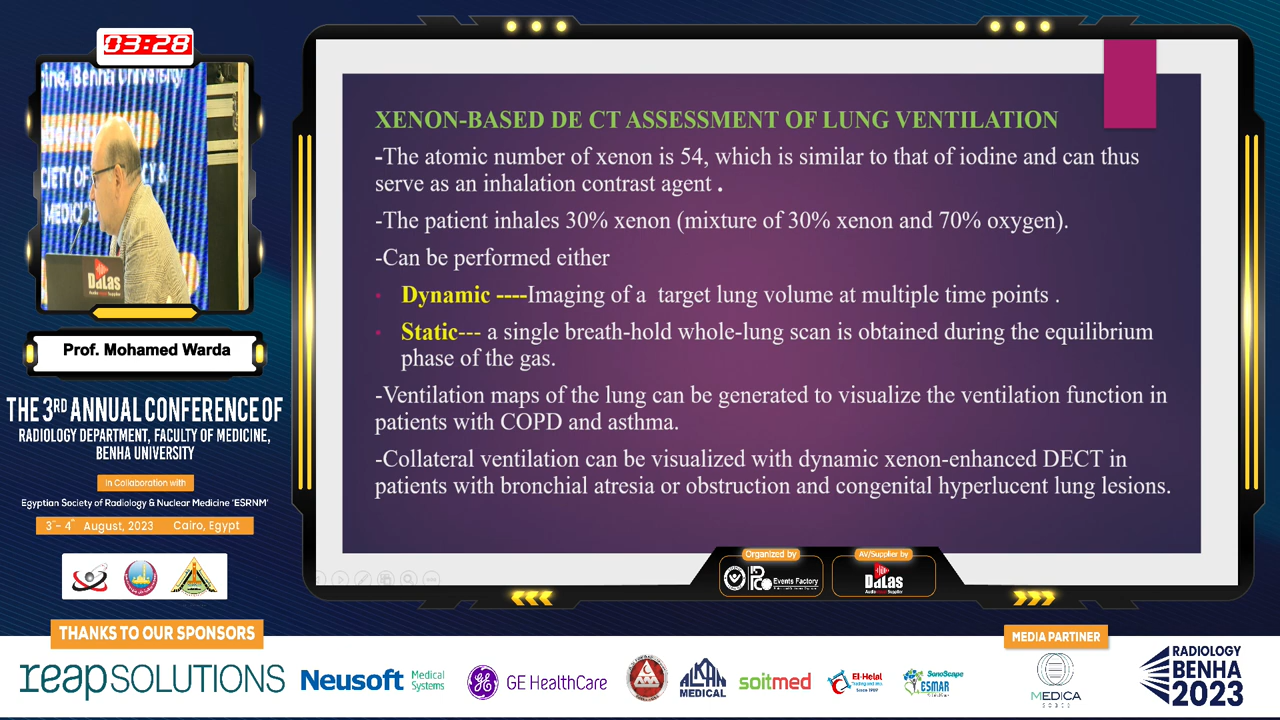 03:28
cine, Benha University
MEDICINE
Dalas
Prof. Mohamed Warda
THE 3RD ANNUAL CONFERENCE OF
RADIOLOGY DEPARTMENT, FACULTY OF MEDICINE,
BENHA UNIVERSITY
In Collaboration with
Egyptian Society of Radiology & Nuclear Medicine 'ESRNM'
3rd- 4th August, 2023 Cairo, Egypt
XENON-BASED DE CT ASSESSMENT OF LUNG VENTILATION
-The atomic number of xenon is 54, which is similar to that of iodine and can thus
serve as an inhalation contrast agent .
-The patient inhales 30% xenon (mixture of 30% xenon and 70% oxygen).
-Can be performed either
• Dynamic ----Imaging of a target lung volume at multiple time points .
• Static--- a single breath-hold whole-lung scan is obtained during the equilibrium
phase of the gas.
-Ventilation maps of the lung can be generated to visualize the ventilation function in
patients with COPD and asthma.
-Collateral ventilation can be visualized with dynamic xenon-enhanced DECT in
patients with bronchial atresia or obstruction and congenital hyperlucent lung lesions.
Organized by
Events Factory
AV/Supplier by
Dalas
THANKS TO OUR SPONSORS
MEDIA PARTINER
reapSOLUTIONS
Neusoft Medical Systems
GE HealthCare
MEDICAL
soitmed
El-Helal
Since 1997
SonoScape
ESMAR
MEDICA
RADIOLOGY
BENHA
2023